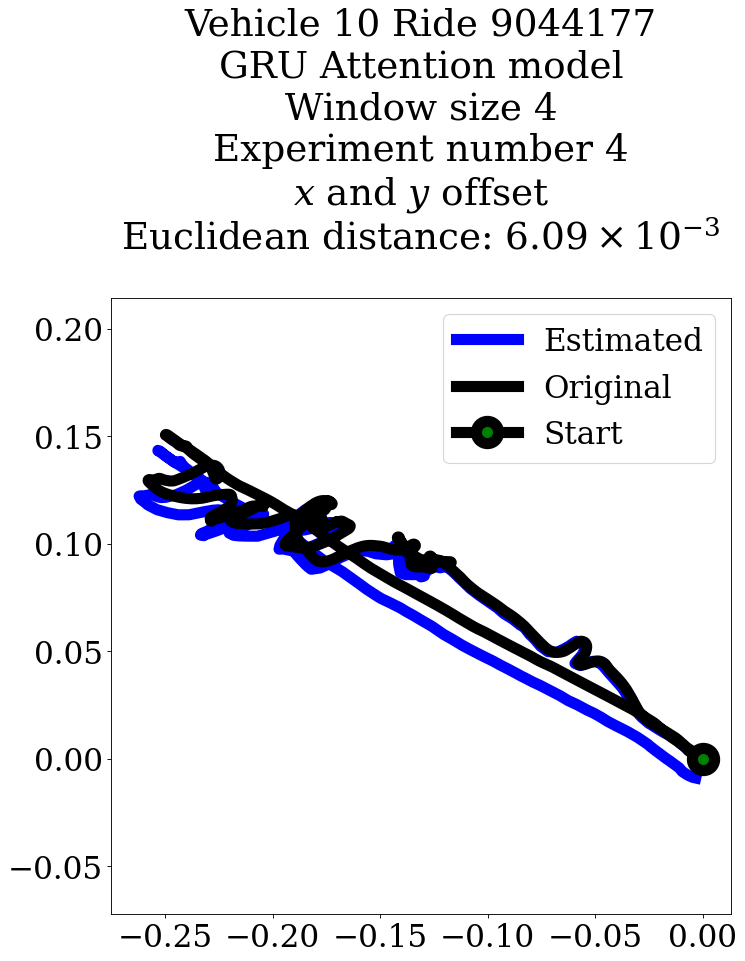 Vehicle 10 Ride 9044177
GRU Attention model
Window size 4
Experiment number 4
x and y offset
Euclidean distance: 6.09 × 10⁻³
Estimated
Original
Start
0.20
0.15
0.10
0.05
0.00
−0.05
−0.25 −0.20 −0.15 −0.10 −0.05 0.00